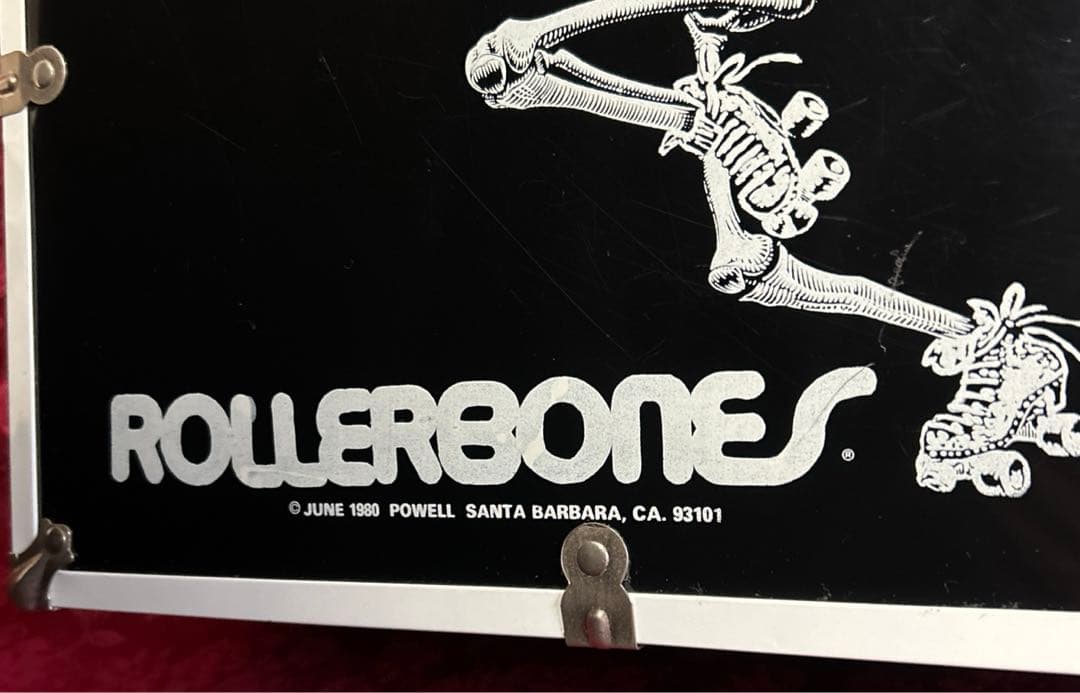 ROLLERBONES®
© JUNE 1980 POWELL SANTA BARBARA, CA. 93101